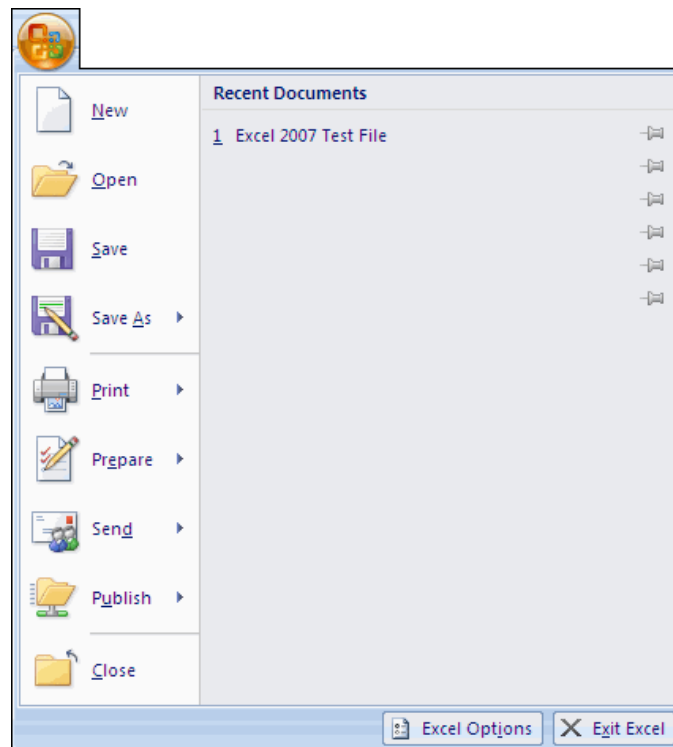 New
Open
Save
Save As
Print
Prepare
Send
Publish
Close
Recent Documents
1 Excel 2007 Test File
Excel Options
Exit Excel